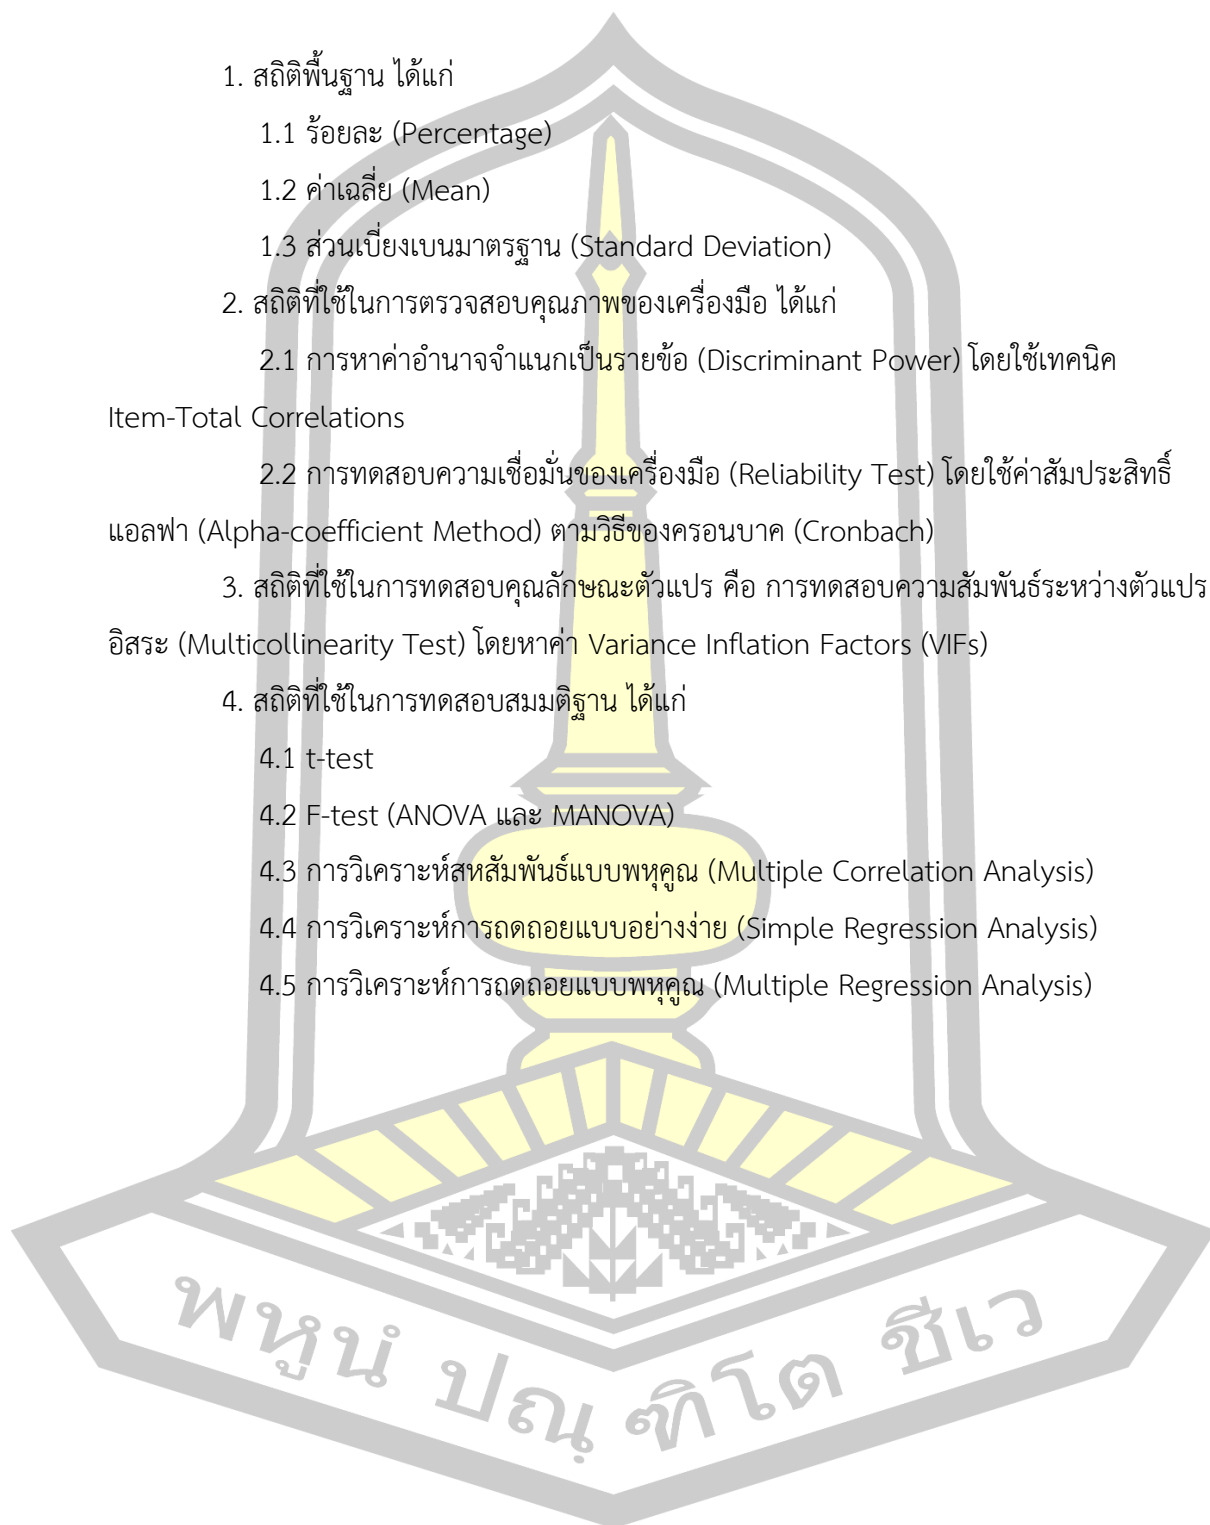 1. สถิติพื้นฐาน ได้แก่
1.1 ร้อยละ (Percentage)
1.2 ค่าเฉลี่ย (Mean)
1.3 ส่วนเบี่ยงเบนมาตรฐาน (Standard Deviation)
2. สถิติที่ใช้ในการตรวจสอบคุณภาพของเครื่องมือ ได้แก่
2.1 การหาค่าอำนาจจำแนกเป็นรายข้อ (Discriminant Power) โดยใช้เทคนิค
Item-Total Correlations
2.2 การทดสอบความเชื่อมั่นของเครื่องมือ (Reliability Test) โดยใช้ค่าสัมประสิทธิ์
แอลฟา (Alpha-coefficient Method) ตามวิธีของครอนบาค (Cronbach)
3. สถิติที่ใช้ในการทดสอบคุณลักษณะตัวแปร คือ การทดสอบความสัมพันธ์ระหว่างตัวแปร
อิสระ (Multicollinearity Test) โดยหาค่า Variance Inflation Factors (VIFs)
4. สถิติที่ใช้ในการทดสอบสมมติฐาน ได้แก่
4.1 t-test
4.2 F-test (ANOVA และ MANOVA)
4.3 การวิเคราะห์สหสัมพันธ์แบบพหุคูณ (Multiple Correlation Analysis)
4.4 การวิเคราะห์การถดถอยแบบอย่างง่าย (Simple Regression Analysis)
4.5 การวิเคราะห์การถดถอยแบบพหุคูณ (Multiple Regression Analysis)
พหูนํ ปณฺฑิโต ชีเว